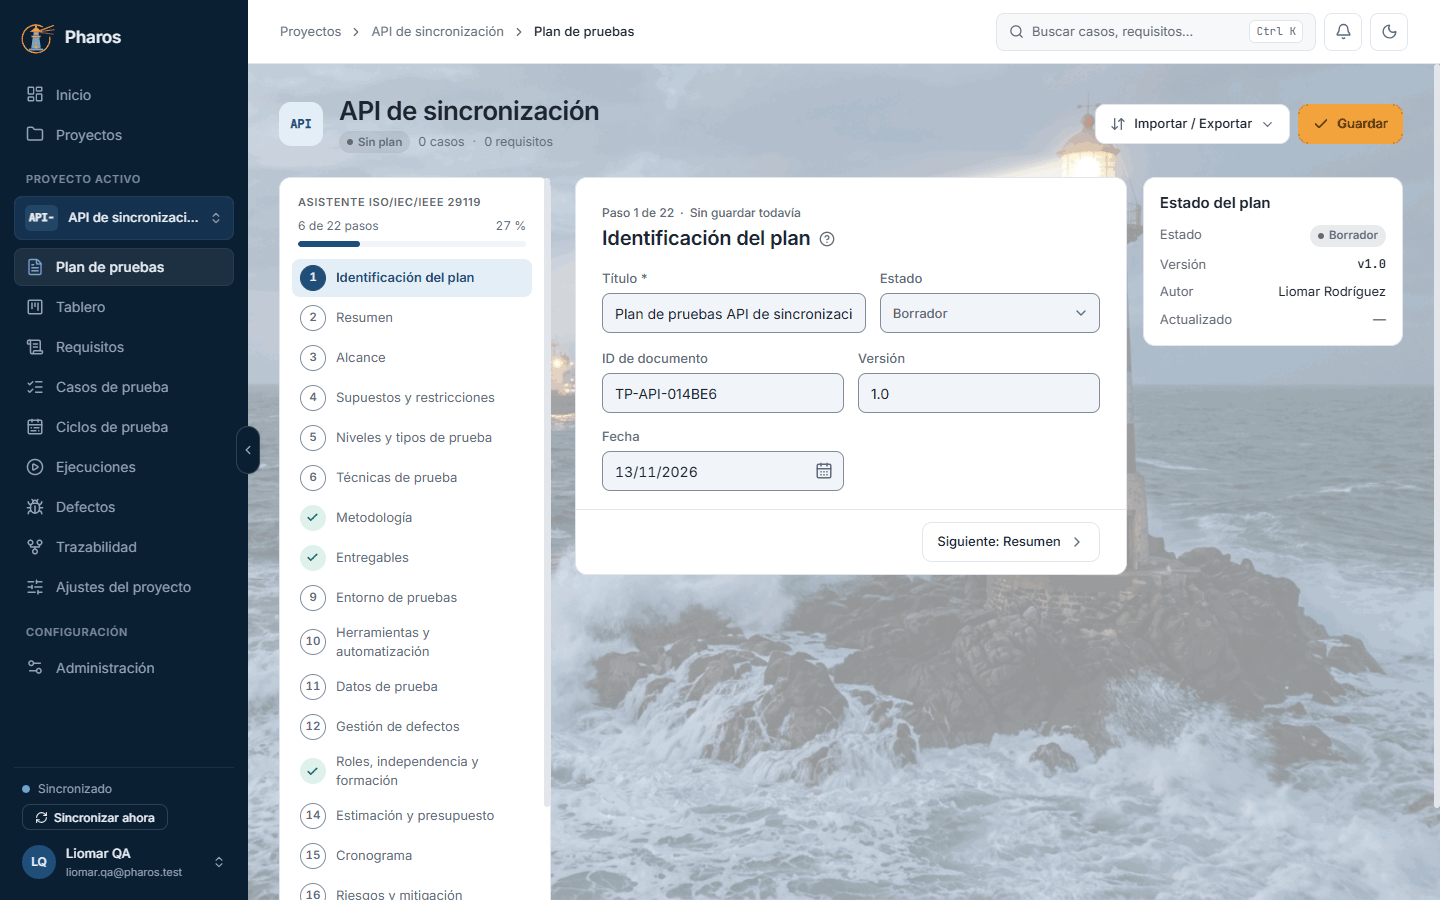 Pharos
Inicio
Proyectos
PROYECTO ACTIVO
API-
API de sincronizaci...
Plan de pruebas
Tablero
Requisitos
Casos de prueba
Ciclos de prueba
Ejecuciones
Defectos
Trazabilidad
Ajustes del proyecto
CONFIGURACIÓN
Administración
Sincronizado
Sincronizar ahora
LQ
Liomar QA
liomar.qa@pharos.test
Proyectos > API de sincronización > Plan de pruebas
Buscar casos, requisitos...
Ctrl K
API
API de sincronización
Sin plan
0 casos · 0 requisitos
Importar / Exportar
Guardar
ASISTENTE ISO/IEC/IEEE 29119
6 de 22 pasos
27 %
1 Identificación del plan
2 Resumen
3 Alcance
4 Supuestos y restricciones
5 Niveles y tipos de prueba
6 Técnicas de prueba
Metodología
Entregables
9 Entorno de pruebas
10 Herramientas y
automatización
11 Datos de prueba
12 Gestión de defectos
Roles, independencia y
formación
14 Estimación y presupuesto
15 Cronograma
16 Riesgos y mitigación
Paso 1 de 22 · Sin guardar todavía
Identificación del plan
Título *
Plan de pruebas API de sincronizaci
Estado
Borrador
ID de documento
TP-API-014BE6
Versión
1.0
Fecha
13/11/2026
Siguiente: Resumen
Estado del plan
Estado
Borrador
Versión
v1.0
Autor
Liomar Rodríguez
Actualizado
—